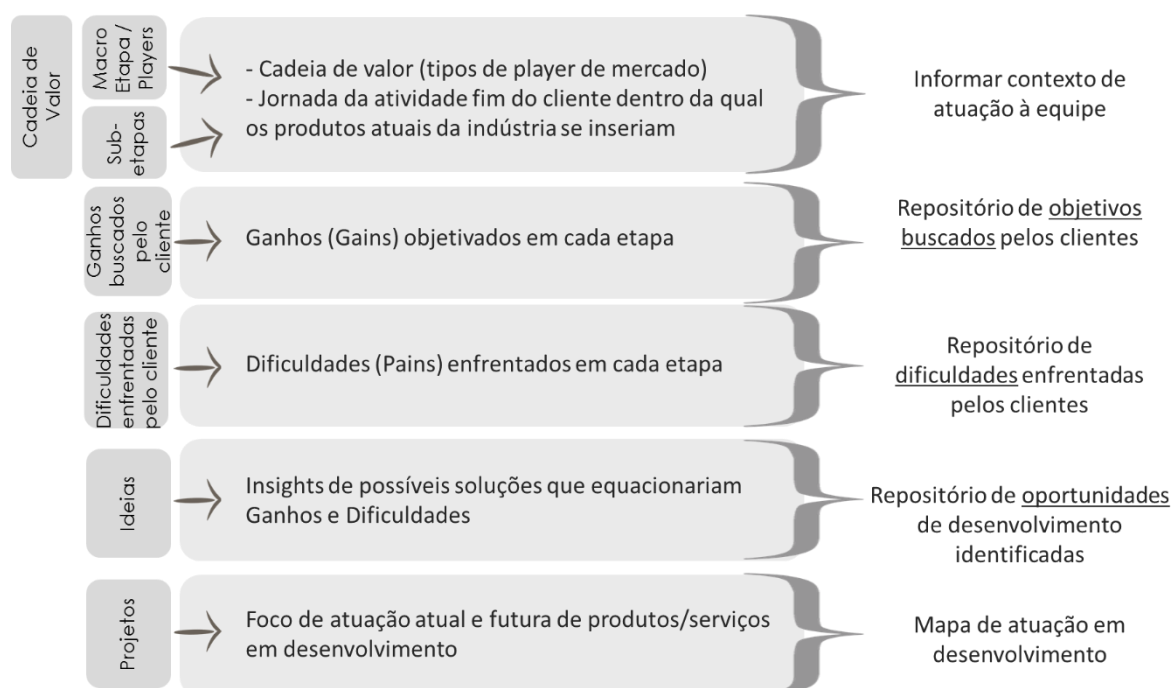 Cadeia de
Valor
Macro
Etapa /
Players
Sub-
etapas
- Cadeia de valor (tipos de player de mercado)
- Jornada da atividade fim do cliente dentro da qual
os produtos atuais da indústria se inseriam
Informar contexto de
atuação à equipe
Ganhos
buscados
pelo
cliente
Ganhos (Gains) objetivados em cada etapa
Repositório de objetivos
buscados pelos clientes
Dificuldades
enfrentadas
pelo cliente
Dificuldades (Pains) enfrentados em cada etapa
Repositório de
dificuldades enfrentadas
pelos clientes
Ideias
Insights de possíveis soluções que equacionariam
Ganhos e Dificuldades
Repositório de oportunidades
de desenvolvimento
identificadas
Projetos
Foco de atuação atual e futura de produtos/serviços
em desenvolvimento
Mapa de atuação em
desenvolvimento